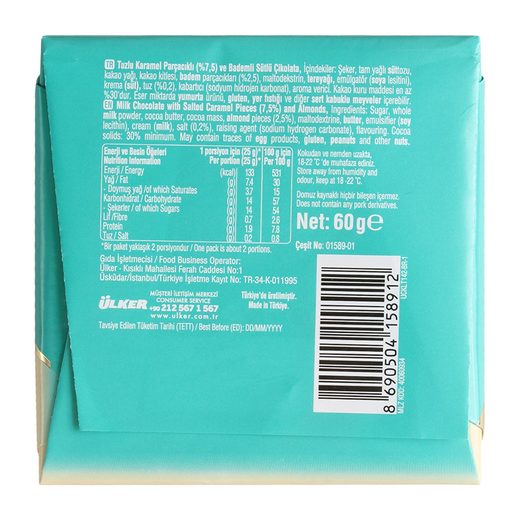 TR Tuzlu Karamel Parçacıklı (%7,5) ve Bademli Sütlü Çikolata, İçindekiler: Şeker, tam yağlı süttozu,
kakao yağı, kakao kitlesi, badem parçacıkları (%2,5), maltodekstrin, tereyağı, emülgatör (soya lesitini),
krema (süt), tuz (%0,2), kabartıcı (sodyum hidrojen karbonat), aroma verici. Kakao kuru maddesi en az
%30'dur. Eser miktarda yumurta ürünü, gluten, yer fıstığı ve diğer sert kabuklu meyveler içerebilir.
EN Milk Chocolate with Salted Caramel Pieces (7,5%) and Almonds, Ingredients: Sugar, whole
milk powder, cocoa butter, cocoa mass, almond pieces (2,5%), maltodextrine, butter, emulsifier (soy
lecithin), cream (milk), salt (0,2%), raising agent (sodium hydrogen carbonate), flavouring. Cocoa
solids: 30% minimum. May contain traces of egg products, gluten, peanuts and other nuts.
Enerji ve Besin Öğeleri 1 porsiyon için (25 g)* 100 g için
Nutrition Information Per portion (25 g)* Per 100 g
Enerji / Energy (kcal) 133 531
Yağ / Fat (g) 7.4 30
- Doymuş yağ /of which Saturates (g) 3.7 15
Karbonhidrat / Carbohydrate (g) 14 57
- Şekerler / of which Sugars (g) 14 54
Lif /Fibre (g) 0.7 2.6
Protein (g) 1.9 7.8
Tuz / Salt (g) 0.2 0.8
*Bir paket yaklaşık 2 porsiyondur / One pack is about 2 portions.
Kokudan ve nemden uzakta,
18-22 °C 'de muhafaza ediniz.
Store away from humidity and
odour, keep at 18-22 °C.
Domuz kaynaklı hiçbir bileşen içermez.
Does not contain any pork derivatives.
Net: 60g℮
Çeşit No: 01589-01
Gıda İşletmecisi / Food Business Operator:
Ülker - Kısıklı Mahallesi Ferah Caddesi No:1
Üsküdar/İstanbul/Türkiye İşletme Kayıt No: TR-34-K-011995
ÜLKER
MÜŞTERİ İLETİŞİM MERKEZİ
CONSUMER SERVICE
+90 212 567 1 567
www.ulker.com.tr
Türkiye'de üretilmiştir.
Made in Türkiye.
Tavsiye Edilen Tüketim Tarihi (TETT) / Best Before (ED): DD/MM/YYYY
8 690504 158912